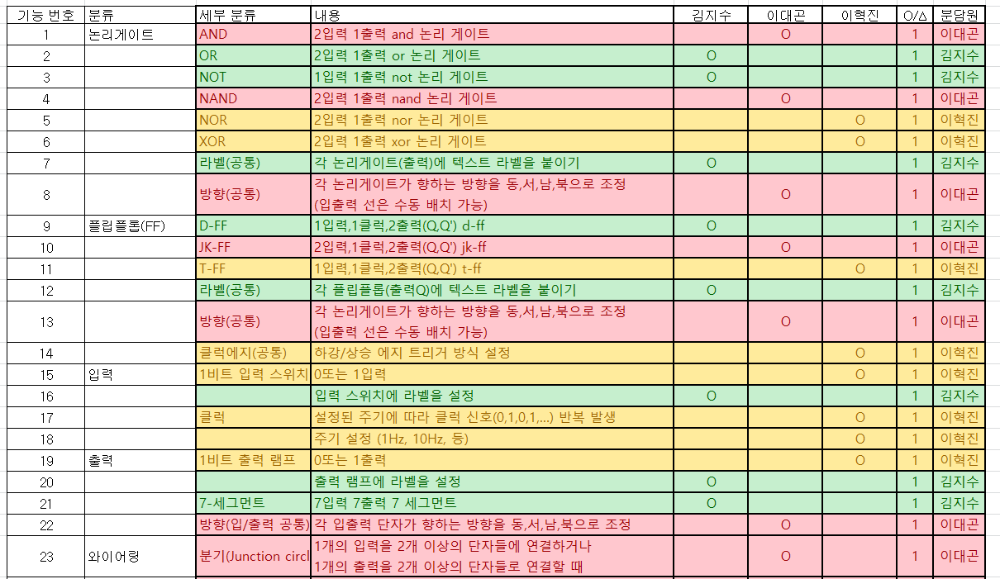 기능 번호 분류 세부 분류 내용 김지수 이대곤 이혁진 O/△ 분담원
1 논리게이트 AND 2입력 1출력 and 논리 게이트 O 1 이대곤
2 OR 2입력 1출력 or 논리 게이트 O 1 김지수
3 NOT 1입력 1출력 not 논리 게이트 O 1 김지수
4 NAND 2입력 1출력 nand 논리 게이트 O 1 이대곤
5 NOR 2입력 1출력 nor 논리 게이트 O 1 이혁진
6 XOR 2입력 1출력 xor 논리 게이트 O 1 이혁진
7 라벨(공통) 각 논리게이트(출력)에 텍스트 라벨을 붙이기 O 1 김지수
8 방향(공통) 각 논리게이트가 향하는 방향을 동,서,남,북으로 조정
(입출력 선은 수동 배치 가능) O 1 이대곤
9 플립플롭(FF) D-FF 1입력,1클럭,2출력(Q,Q') d-ff O 1 김지수
10 JK-FF 2입력,1클럭,2출력(Q,Q') jk-ff O 1 이대곤
11 T-FF 1입력,1클럭,2출력(Q,Q') t-ff O 1 이혁진
12 라벨(공통) 각 플립플롭(출력Q)에 텍스트 라벨을 붙이기 O 1 김지수
13 방향(공통) 각 논리게이트가 향하는 방향을 동,서,남,북으로 조정
(입출력 선은 수동 배치 가능) O 1 이대곤
14 클럭에지(공통) 하강/상승 에지 트리거 방식 설정 O 1 이혁진
15 입력 1비트 입력 스위치 0또는 1입력 O 1 이혁진
16 입력 스위치에 라벨을 설정 O 1 김지수
17 클럭 설정된 주기에 따라 클럭 신호(0,1,0,1,...) 반복 발생 O 1 이혁진
18 주기 설정 (1Hz, 10Hz, 등) O 1 이혁진
19 출력 1비트 출력 램프 0또는 1출력 O 1 이혁진
20 출력 램프에 라벨을 설정 O 1 김지수
21 7-세그먼트 7입력 7출력 7 세그먼트 O 1 김지수
22 방향(입/출력 공통) 각 입출력 단자가 향하는 방향을 동,서,남,북으로 조정 O 1 이대곤
23 와이어링 분기(Junction circl 1개의 입력을 2개 이상의 단자들에 연결하거나
1개의 출력을 2개 이상의 단자들로 연결할 때 O 1 이대곤